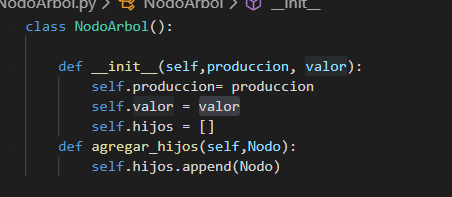 NodoArbol.py > NodoArbol > __init__
class NodoArbol():
    def __init__(self,produccion, valor):
        self.produccion= produccion
        self.valor = valor
        self.hijos = []
    def agregar_hijos(self,Nodo):
        self.hijos.append(Nodo)